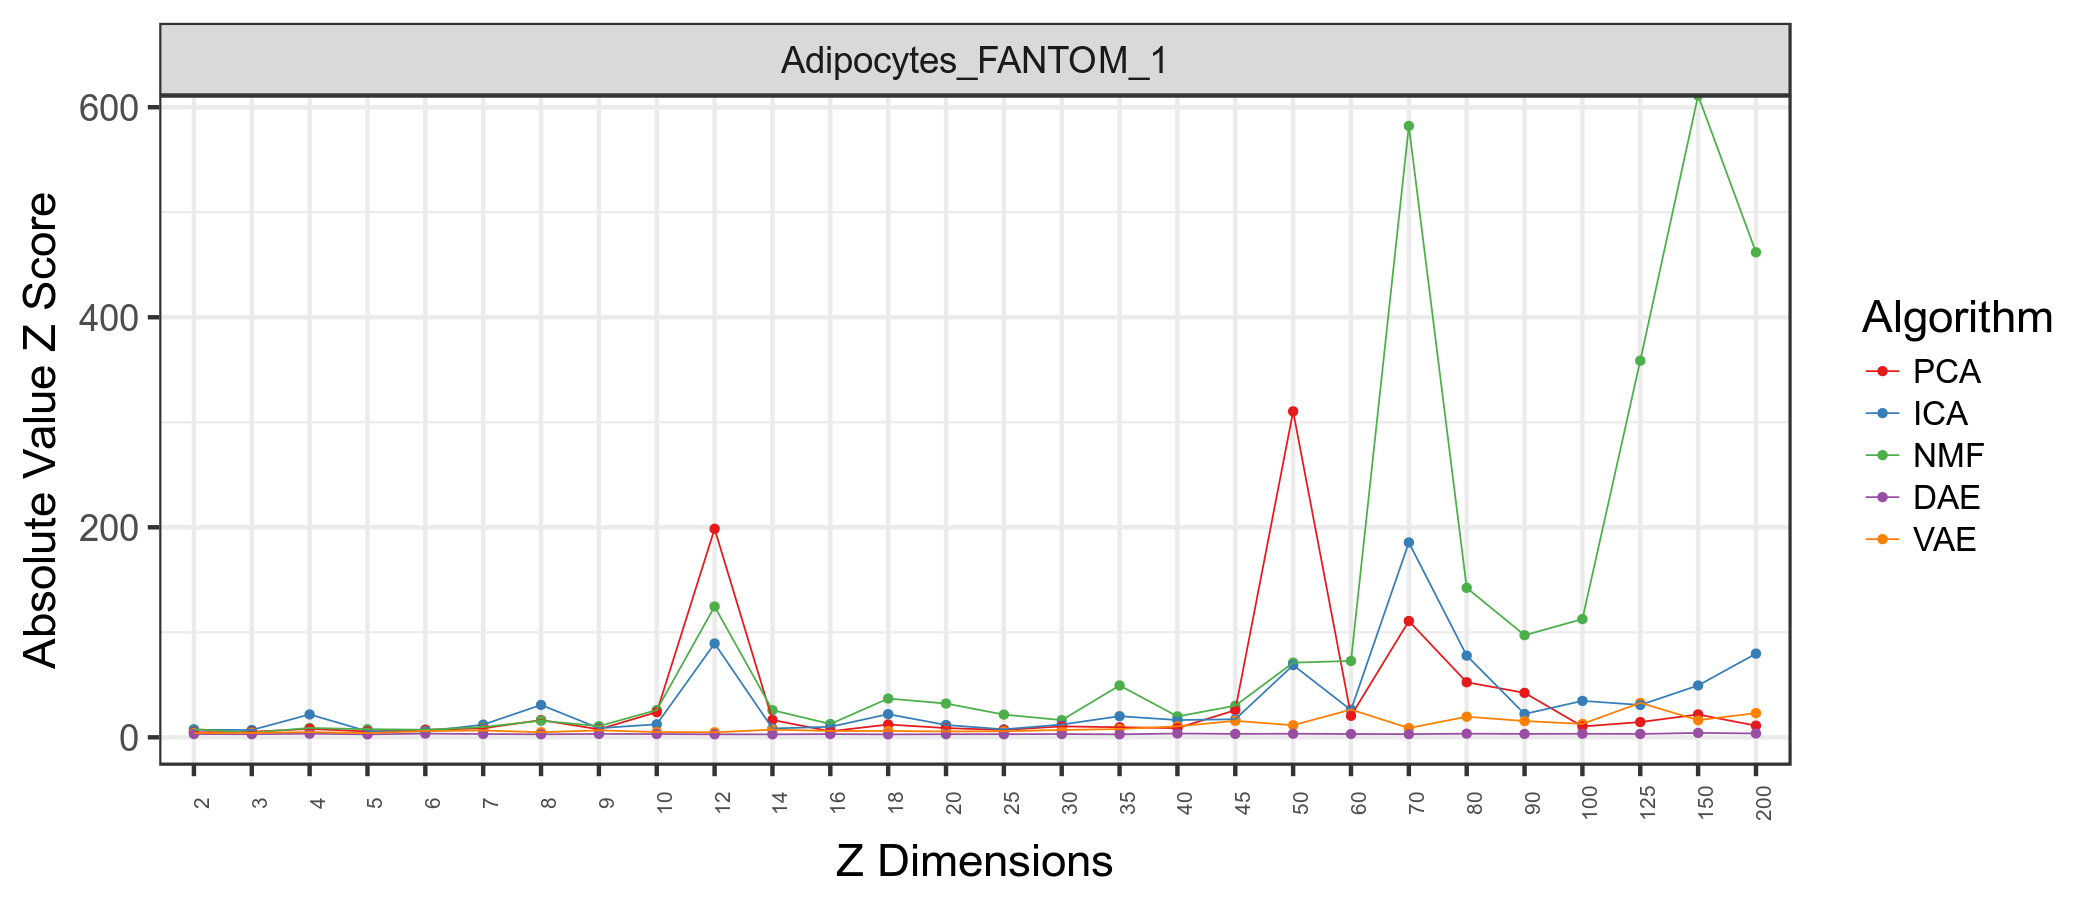 Adipocytes_FANTOM_1
600
400
200
0
Absolute Value Z Score
2 3 4 5 6 7 8 9 10 12 14 16 18 20 25 30 35 40 45 50 60 70 80 90 100 125 150 200
Z Dimensions
Algorithm
PCA
ICA
NMF
DAE
VAE